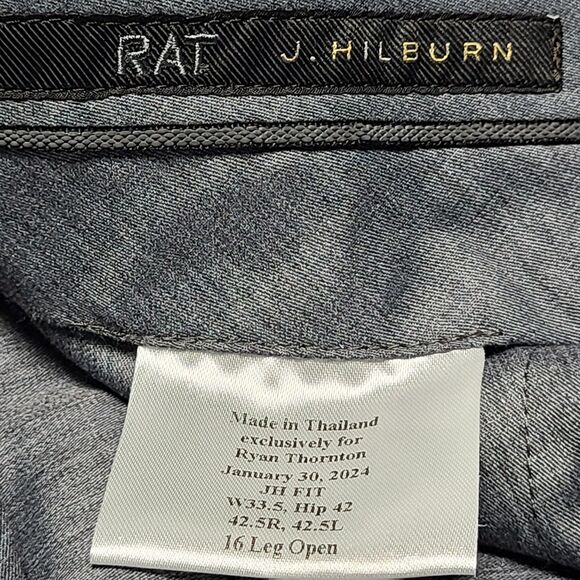 RAT J. HILBURN
Made in Thailand
exclusively for
Ryan Thornton
January 30, 2024
JH FIT
W33.5, Hip 42
42.5R, 42.5L
16 Leg Open